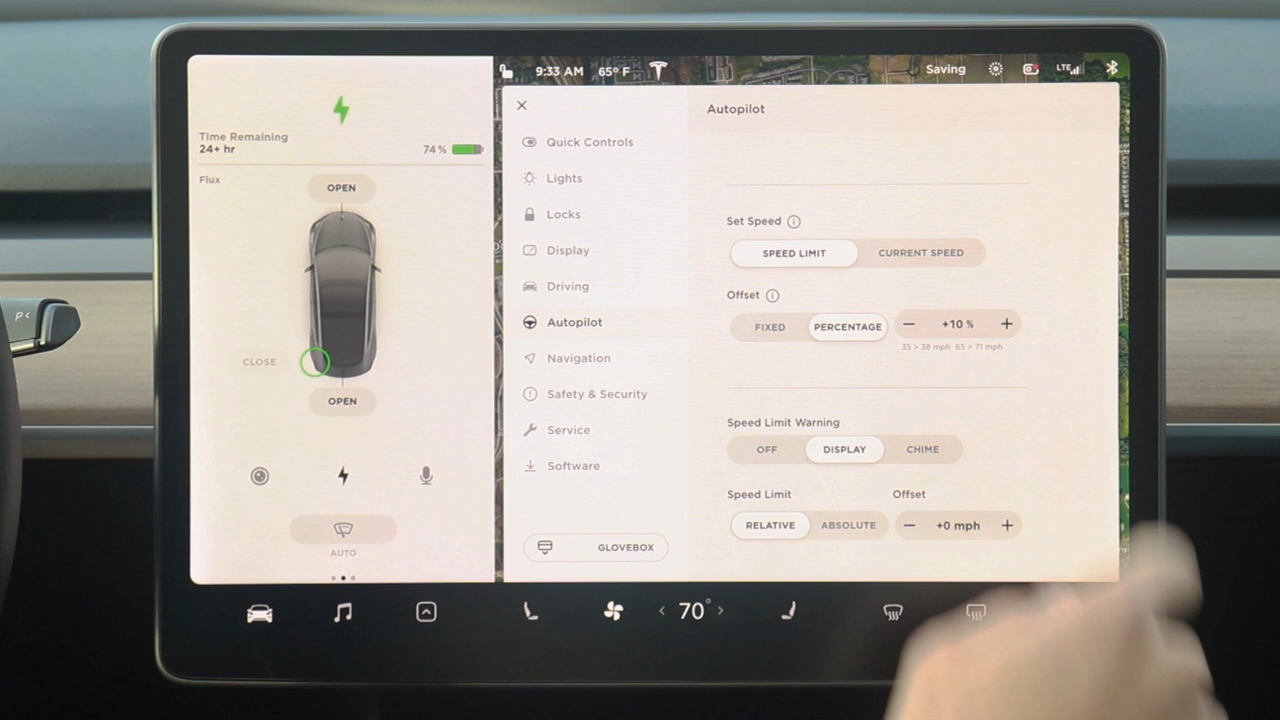 9:33 AM 65° F
Saving
LTE
Time Remaining
24+ hr
74 %
Flux
OPEN
CLOSE
OPEN
AUTO
Quick Controls
Lights
Locks
Display
Driving
Autopilot
Navigation
Safety & Security
Service
Software
GLOVEBOX
Autopilot
Set Speed
SPEED LIMIT CURRENT SPEED
Offset
FIXED PERCENTAGE - +10 % +
35 > 38 mph 65 > 71 mph
Speed Limit Warning
OFF DISPLAY CHIME
Speed Limit Offset
RELATIVE ABSOLUTE - +0 mph +
< 70° >
P<